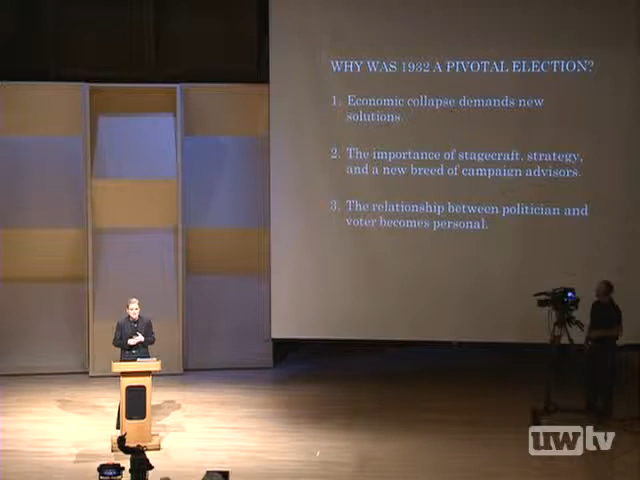 WHY WAS 1932 A PIVOTAL ELECTION?
1. Economic collapse demands new
solutions
2. The importance of stagecraft, strategy,
and a new breed of campaign advisors.
3. The relationship between politician and
voter becomes personal.
uwtv